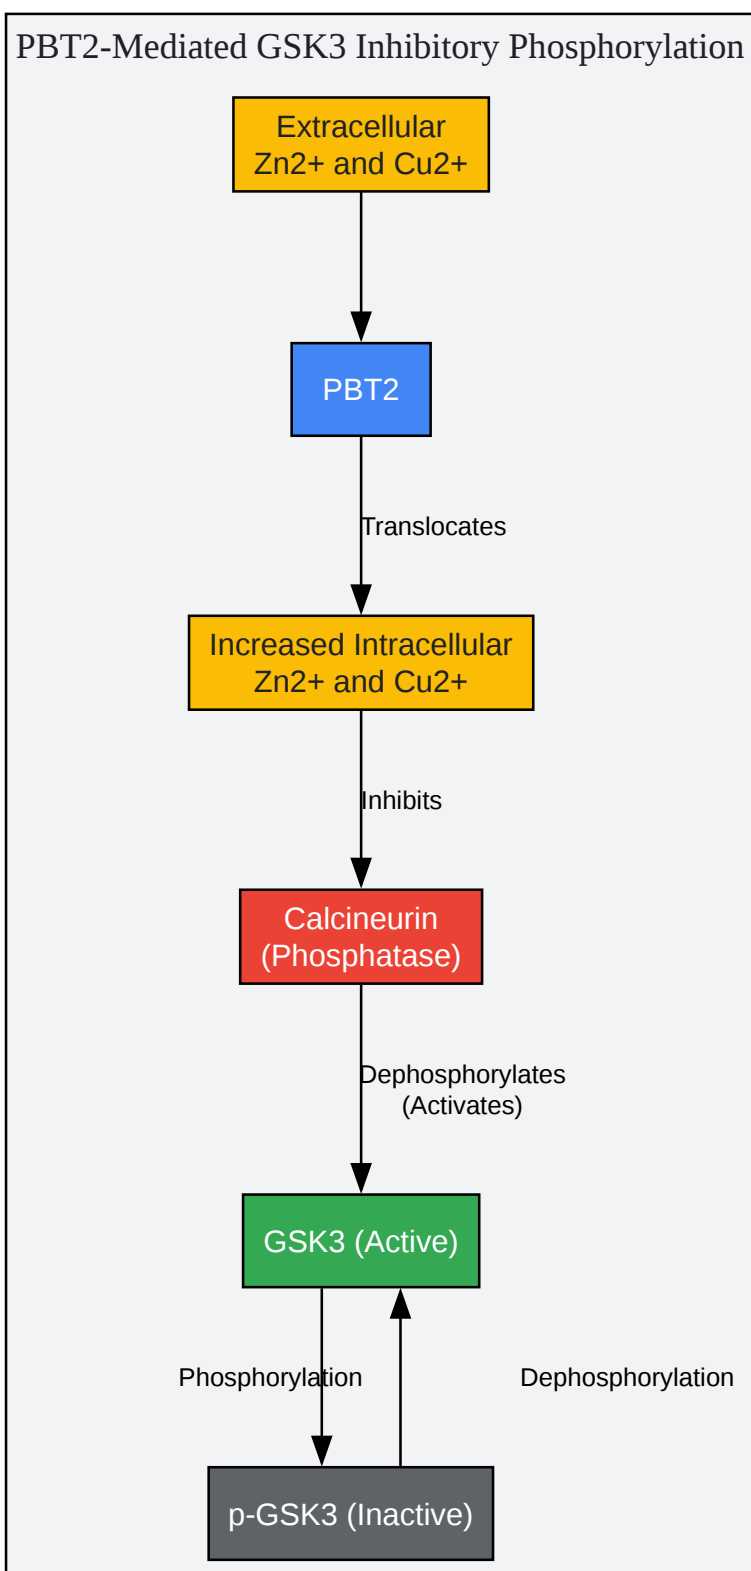 PBT2-Mediated GSK3 Inhibitory Phosphorylation
Extracellular
Zn2+ and Cu2+
PBT2
Translocates
Increased Intracellular
Zn2+ and Cu2+
Inhibits
Calcineurin
(Phosphatase)
Dephosphorylates
(Activates)
GSK3 (Active)
Phosphorylation
Dephosphorylation
p-GSK3 (Inactive)